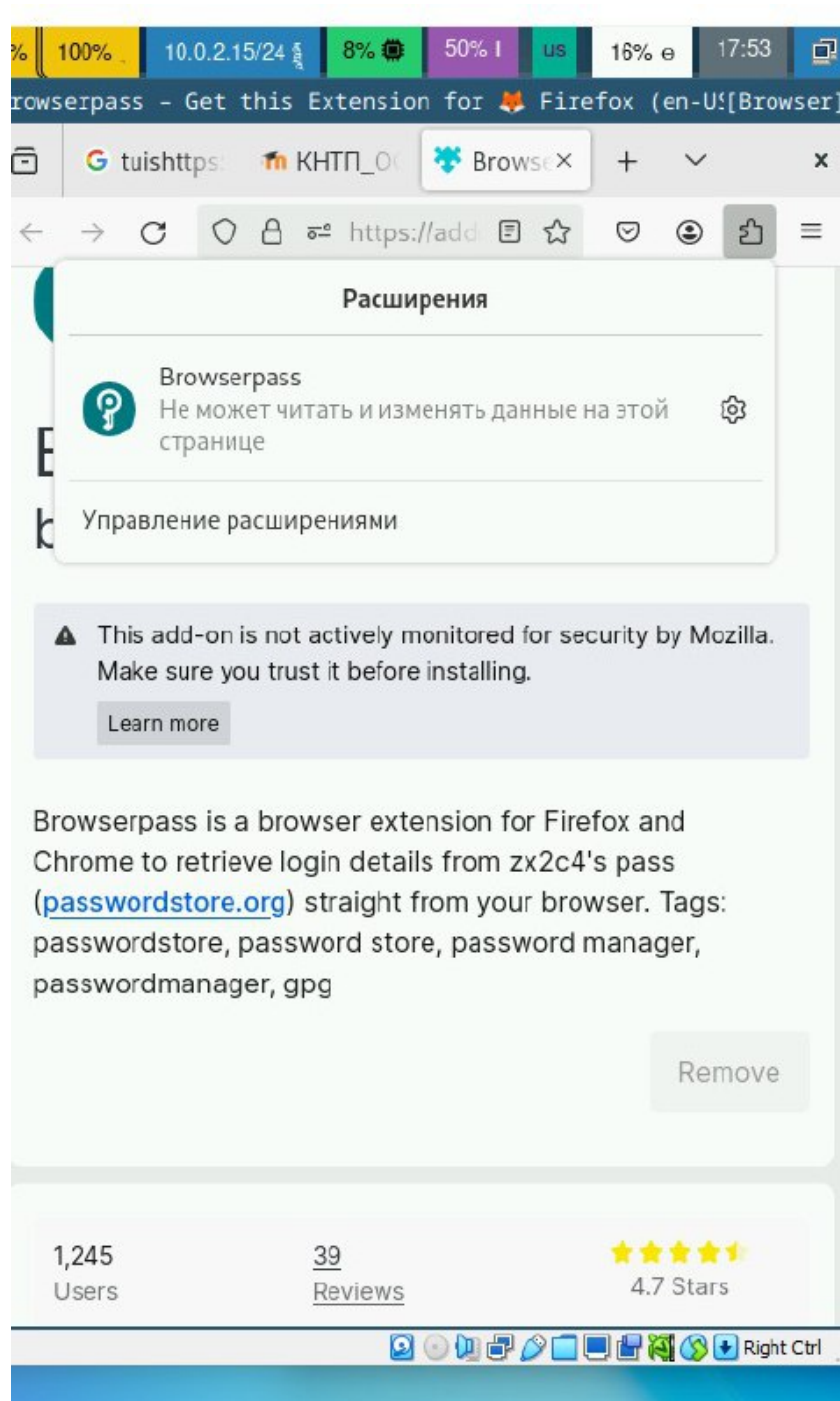 100% 10.0.2.15/24 8% 50% us 16% 17:53
rowserpass – Get this Extension for 🦊 Firefox (en-US[Browser]
tuishttps: КНТП_ОС Browse
https://add
Расширения
Browserpass
Не может читать и изменять данные на этой
странице
Управление расширениями
This add-on is not actively monitored for security by Mozilla.
Make sure you trust it before installing.
Learn more
Browserpass is a browser extension for Firefox and
Chrome to retrieve login details from zx2c4's pass
(passwordstore.org) straight from your browser. Tags:
passwordstore, password store, password manager,
passwordmanager, gpg
Remove
1,245
Users
39
Reviews
4.7 Stars
Right Ctrl